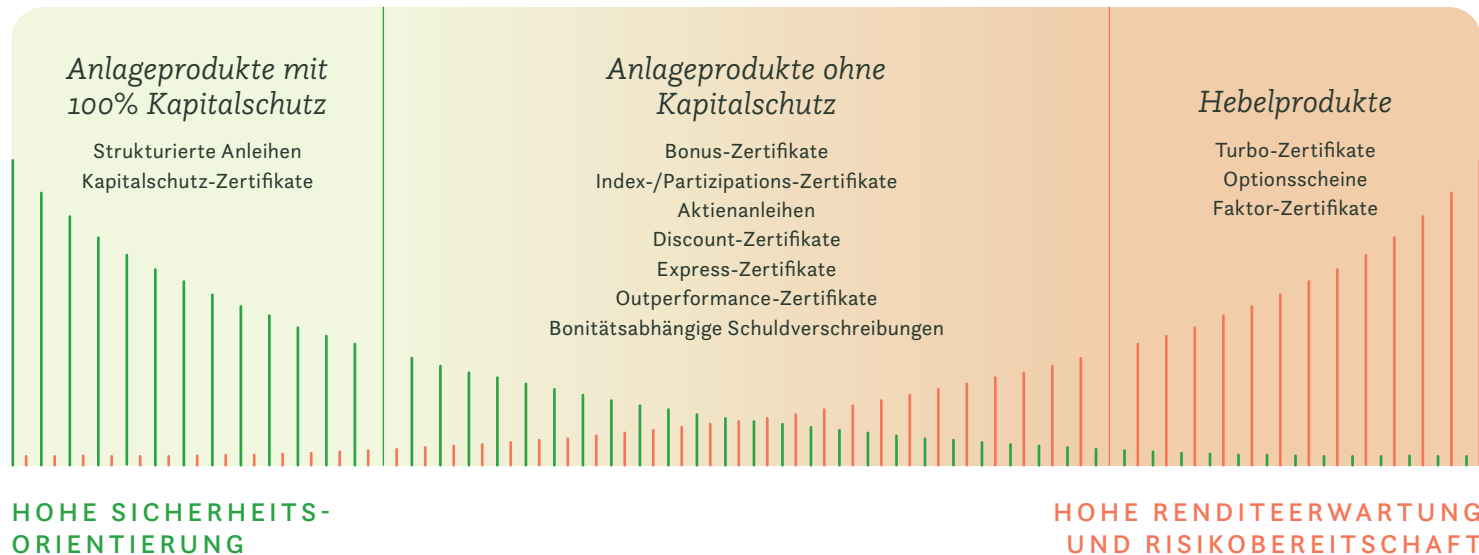 Anlageprodukte mit
100% Kapitalschutz
Strukturierte Anleihen
Kapitalschutz-Zertifikate
Anlageprodukte ohne
Kapitalschutz
Bonus-Zertifikate
Index-/Partizipations-Zertifikate
Aktienanleihen
Discount-Zertifikate
Express-Zertifikate
Outperformance-Zertifikate
Bonitätsabhängige Schuldverschreibungen
Hebelprodukte
Turbo-Zertifikate
Optionsscheine
Faktor-Zertifikate
HOHE SICHERHEITS-
ORIENTIERUNG
HOHE RENDITEERWARTUNG
UND RISIKOBEREITSCHAFT